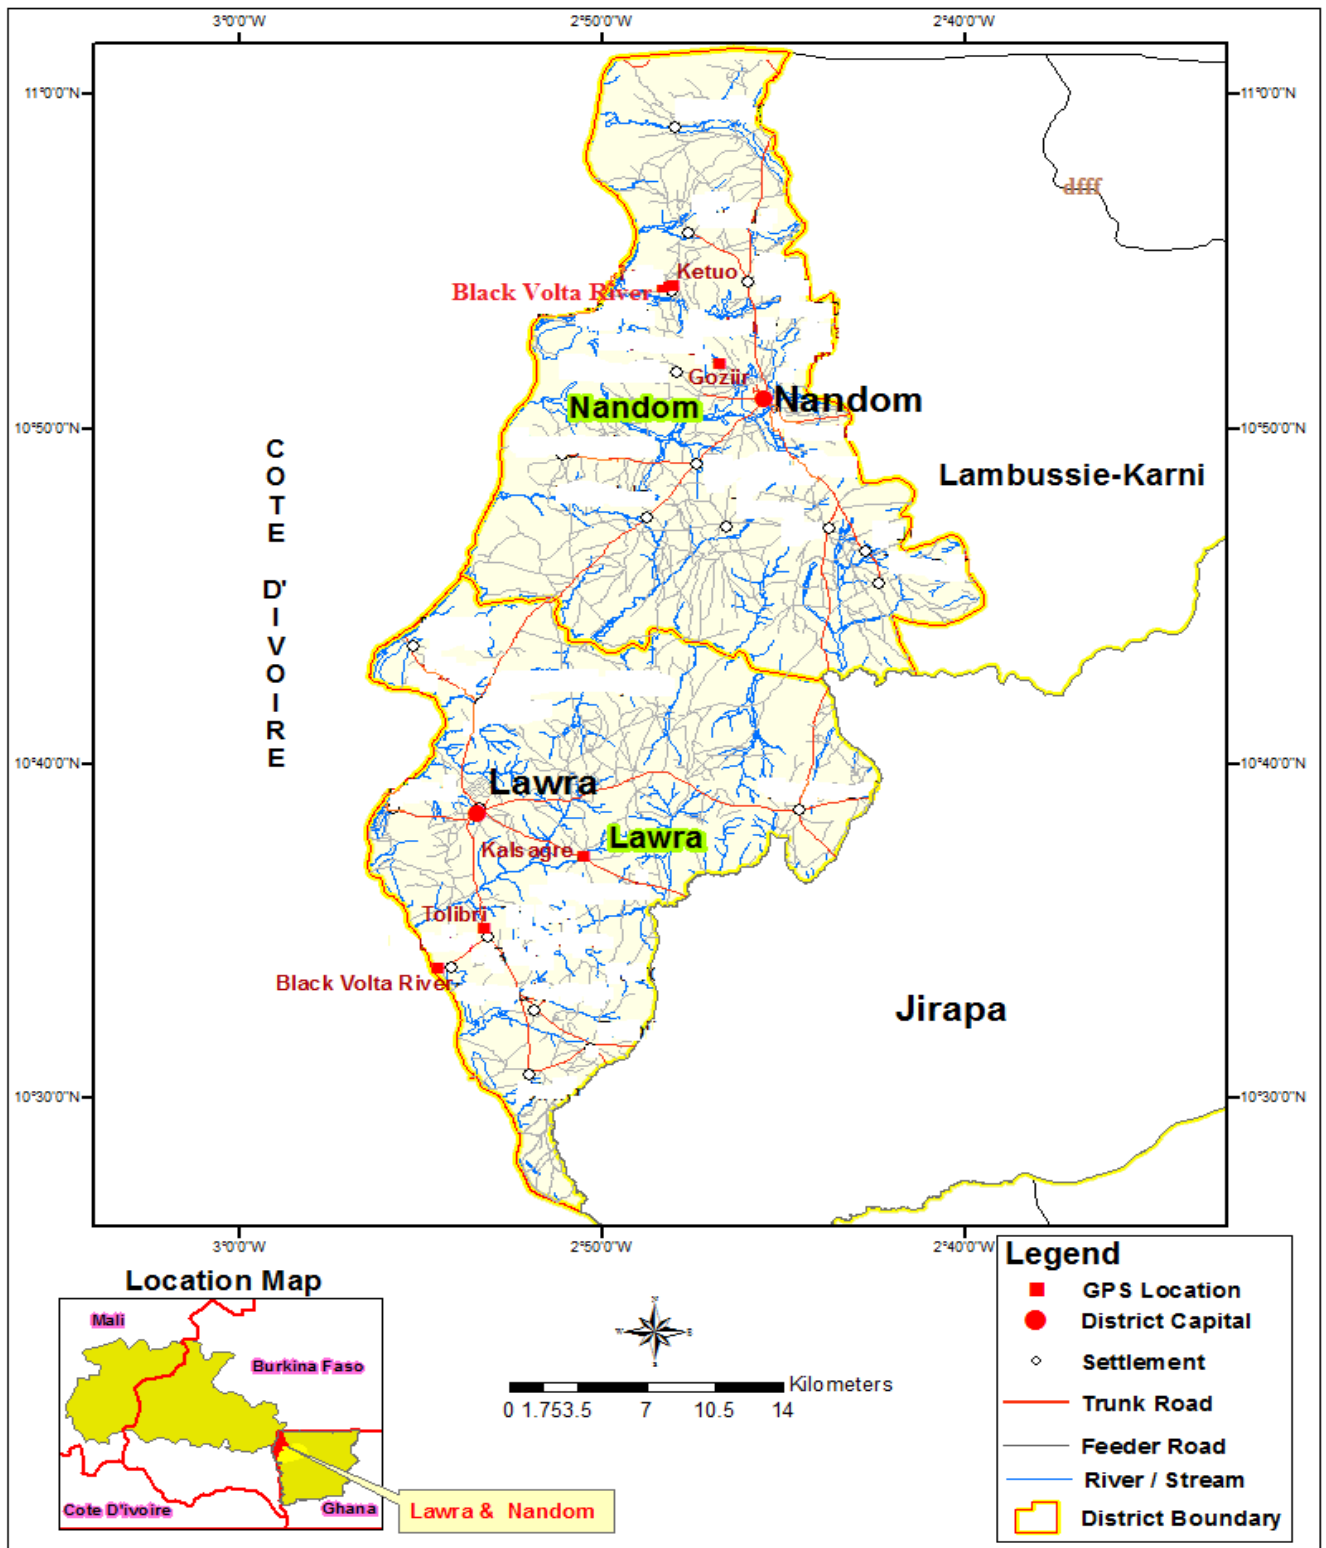 3°0'0"W 2°50'0"W 2°40'0"W
11°0'0"N 11°0'0"N
dfff
Ketuo
Black Volta River
Goziir
Nandom
Nandom
10°50'0"N 10°50'0"N
COTE D'IVOIRE
Lambussie-Karni
10°40'0"N 10°40'0"N
Lawra
Lawra
Kalsagre
Tolibri
Black Volta River
Jirapa
10°30'0"N 10°30'0"N
3°0'0"W 2°50'0"W 2°40'0"W
Location Map
Mali
Burkina Faso
Cote D'ivoire
Ghana
Lawra & Nandom
N
W E
S
Kilometers
0 1.753.5 7 10.5 14
Legend
GPS Location
District Capital
Settlement
Trunk Road
Feeder Road
River / Stream
District Boundary